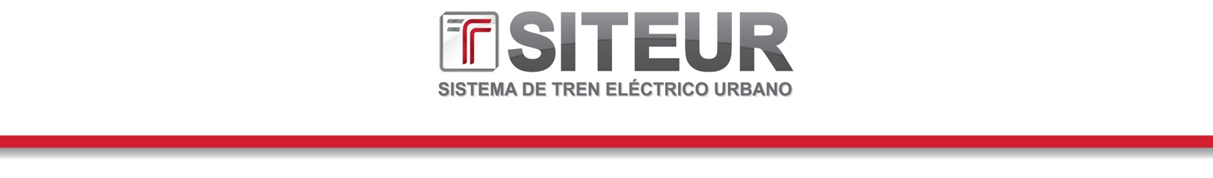 SITEUR
SISTEMA DE TREN ELÉCTRICO URBANO